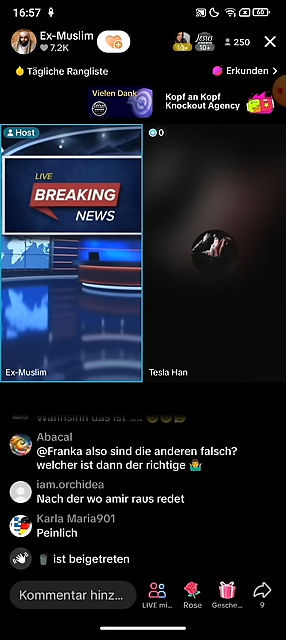 16:57
60
Ex-Muslim
7.2K
10+
JESUS
10+
250
Tägliche Rangliste
Erkunden >
Vielen Dank
Kopf an Kopf
Knockout Agency
Host
0
LIVE
BREAKING
NEWS
Ex-Muslim
Tesla Han
Wahnsinn das ist .....
Abacal
@Franka also sind die anderen falsch?
welcher ist dann der richtige 🤷‍♂️
iam.orchidea
Nach der wo amir raus redet
Karla Maria901
Peinlich
ist beigetreten
Kommentar hinz...
LIVE mi...
Rose
Gesche...
9